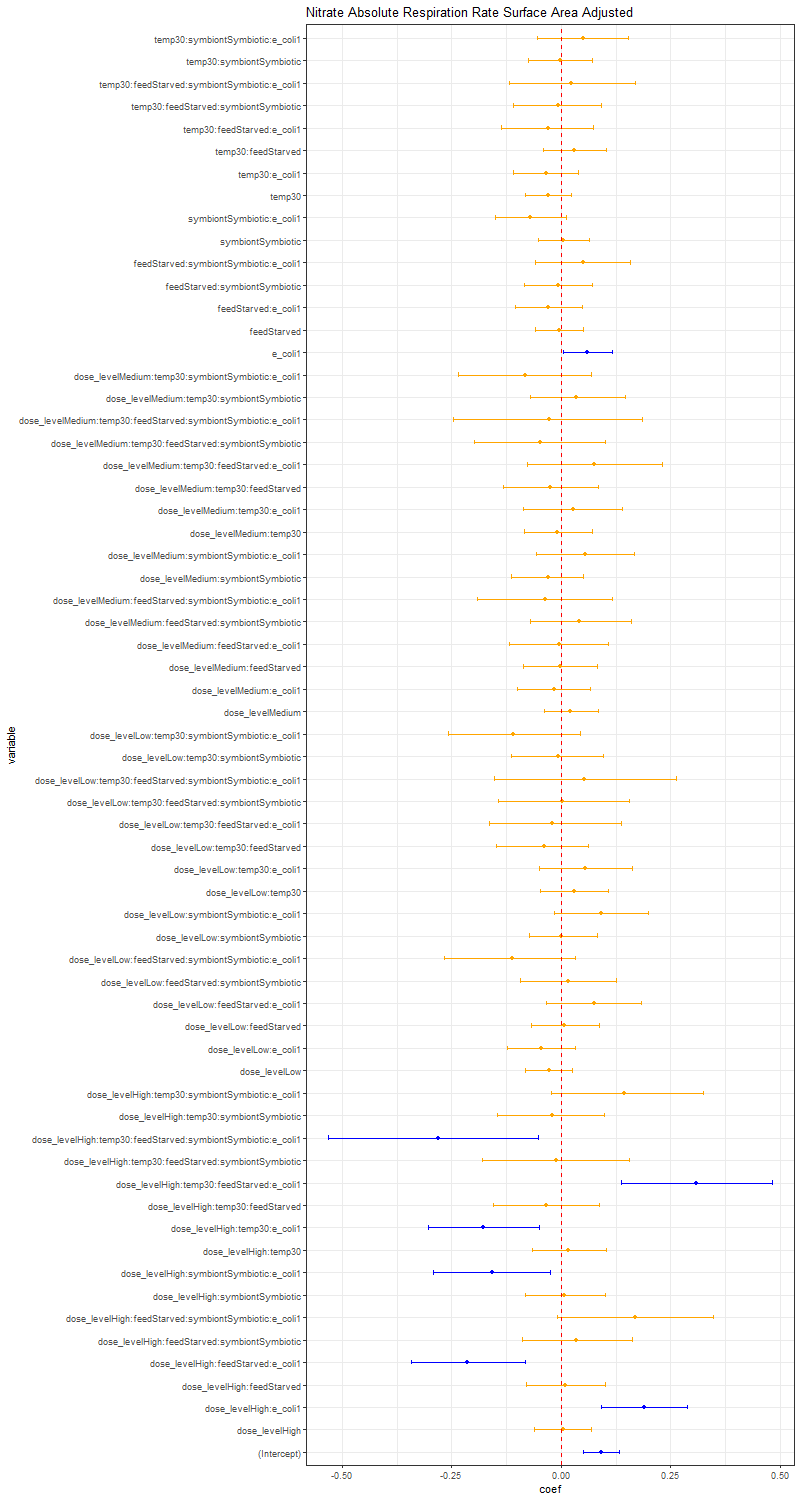 Nitrate Absolute Respiration Rate Surface Area Adjusted
temp30:symbiontSymbiotic:e_coli1
temp30:symbiontSymbiotic
temp30:feedStarved:symbiontSymbiotic:e_coli1
temp30:feedStarved:symbiontSymbiotic
temp30:feedStarved:e_coli1
temp30:feedStarved
temp30:e_coli1
temp30
symbiontSymbiotic:e_coli1
symbiontSymbiotic
feedStarved:symbiontSymbiotic:e_coli1
feedStarved:symbiontSymbiotic
feedStarved:e_coli1
feedStarved
e_coli1
dose_levelMedium:temp30:symbiontSymbiotic:e_coli1
dose_levelMedium:temp30:symbiontSymbiotic
dose_levelMedium:temp30:feedStarved:symbiontSymbiotic:e_coli1
dose_levelMedium:temp30:feedStarved:symbiontSymbiotic
dose_levelMedium:temp30:feedStarved:e_coli1
dose_levelMedium:temp30:feedStarved
dose_levelMedium:temp30:e_coli1
dose_levelMedium:temp30
dose_levelMedium:symbiontSymbiotic:e_coli1
dose_levelMedium:symbiontSymbiotic
dose_levelMedium:feedStarved:symbiontSymbiotic:e_coli1
dose_levelMedium:feedStarved:symbiontSymbiotic
dose_levelMedium:feedStarved:e_coli1
dose_levelMedium:feedStarved
dose_levelMedium:e_coli1
dose_levelMedium
dose_levelLow:temp30:symbiontSymbiotic:e_coli1
dose_levelLow:temp30:symbiontSymbiotic
dose_levelLow:temp30:feedStarved:symbiontSymbiotic:e_coli1
dose_levelLow:temp30:feedStarved:symbiontSymbiotic
dose_levelLow:temp30:feedStarved:e_coli1
dose_levelLow:temp30:feedStarved
dose_levelLow:temp30:e_coli1
dose_levelLow:temp30
dose_levelLow:symbiontSymbiotic:e_coli1
dose_levelLow:symbiontSymbiotic
dose_levelLow:feedStarved:symbiontSymbiotic:e_coli1
dose_levelLow:feedStarved:symbiontSymbiotic
dose_levelLow:feedStarved:e_coli1
dose_levelLow:feedStarved
dose_levelLow:e_coli1
dose_levelLow
dose_levelHigh:temp30:symbiontSymbiotic:e_coli1
dose_levelHigh:temp30:symbiontSymbiotic
dose_levelHigh:temp30:feedStarved:symbiontSymbiotic:e_coli1
dose_levelHigh:temp30:feedStarved:symbiontSymbiotic
dose_levelHigh:temp30:feedStarved:e_coli1
dose_levelHigh:temp30:feedStarved
dose_levelHigh:temp30:e_coli1
dose_levelHigh:temp30
dose_levelHigh:symbiontSymbiotic:e_coli1
dose_levelHigh:symbiontSymbiotic
dose_levelHigh:feedStarved:symbiontSymbiotic:e_coli1
dose_levelHigh:feedStarved:symbiontSymbiotic
dose_levelHigh:feedStarved:e_coli1
dose_levelHigh:feedStarved
dose_levelHigh:e_coli1
dose_levelHigh
(Intercept)
variable
-0.50 -0.25 0.00 0.25 0.50
coef